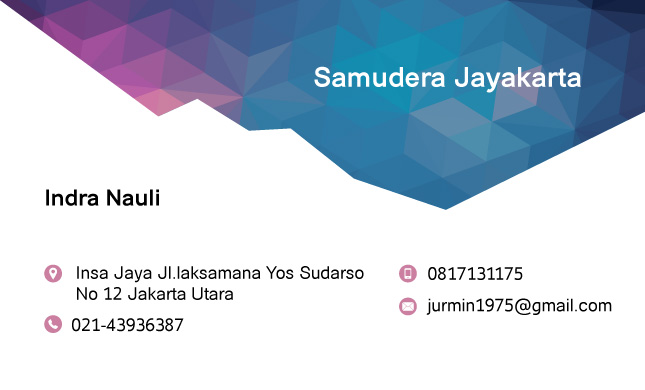 Samudera Jayakarta
Indra Nauli
Insa Jaya Jl.laksamana Yos Sudarso
No 12 Jakarta Utara
021-43936387
0817131175
jurmin1975@gmail.com